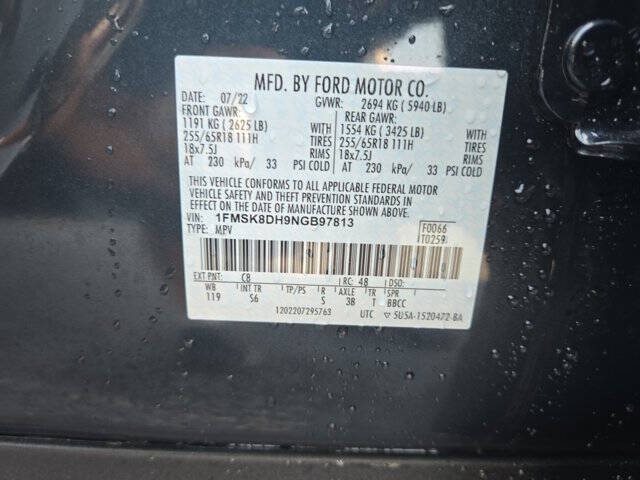 MFD. BY FORD MOTOR CO.
DATE: 07/22 GVWR: 2694 KG ( 5940 LB)
FRONT GAWR: REAR GAWR:
1191 KG ( 2625 LB) WITH 1554 KG ( 3425 LB) WITH
255/65R18 111H TIRES 255/65R18 111H TIRES
18x7.5J RIMS 18x7.5J RIMS
AT 230 kPa/ 33 PSI COLD AT 230 kPa/ 33 PSI COLD
THIS VEHICLE CONFORMS TO ALL APPLICABLE FEDERAL MOTOR
VEHICLE SAFETY AND THEFT PREVENTION STANDARDS IN
EFFECT ON THE DATE OF MANUFACTURE SHOWN ABOVE.
VIN: 1FMSK8DH9NGB97813 F0066
TYPE: MPV T0259
EXT PNT: C8 RC: 48 DSO:
WB INT TR TP/PS R AXLE TR SPR
119 S6 S 3B T BBCC
1202207295763 UTC ▽ 5U5A-1520472-BA